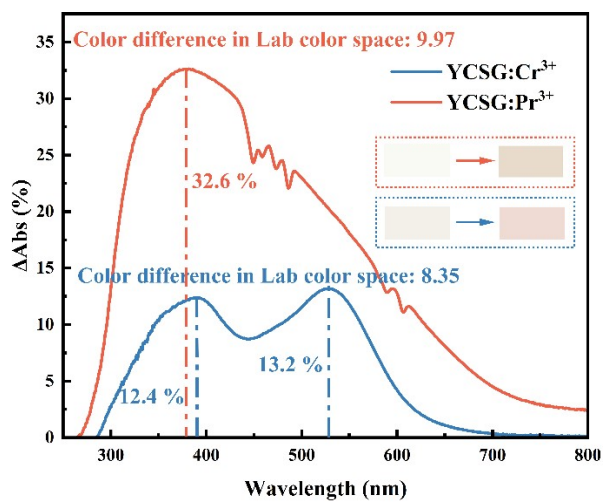 Color difference in Lab color space: 9.97
YCSG:Cr³⁺
YCSG:Pr³⁺
32.6 %
Color difference in Lab color space: 8.35
12.4 %
13.2 %
ΔAbs (%)
35
30
25
20
15
10
5
0
300
400
500
600
700
800
Wavelength (nm)